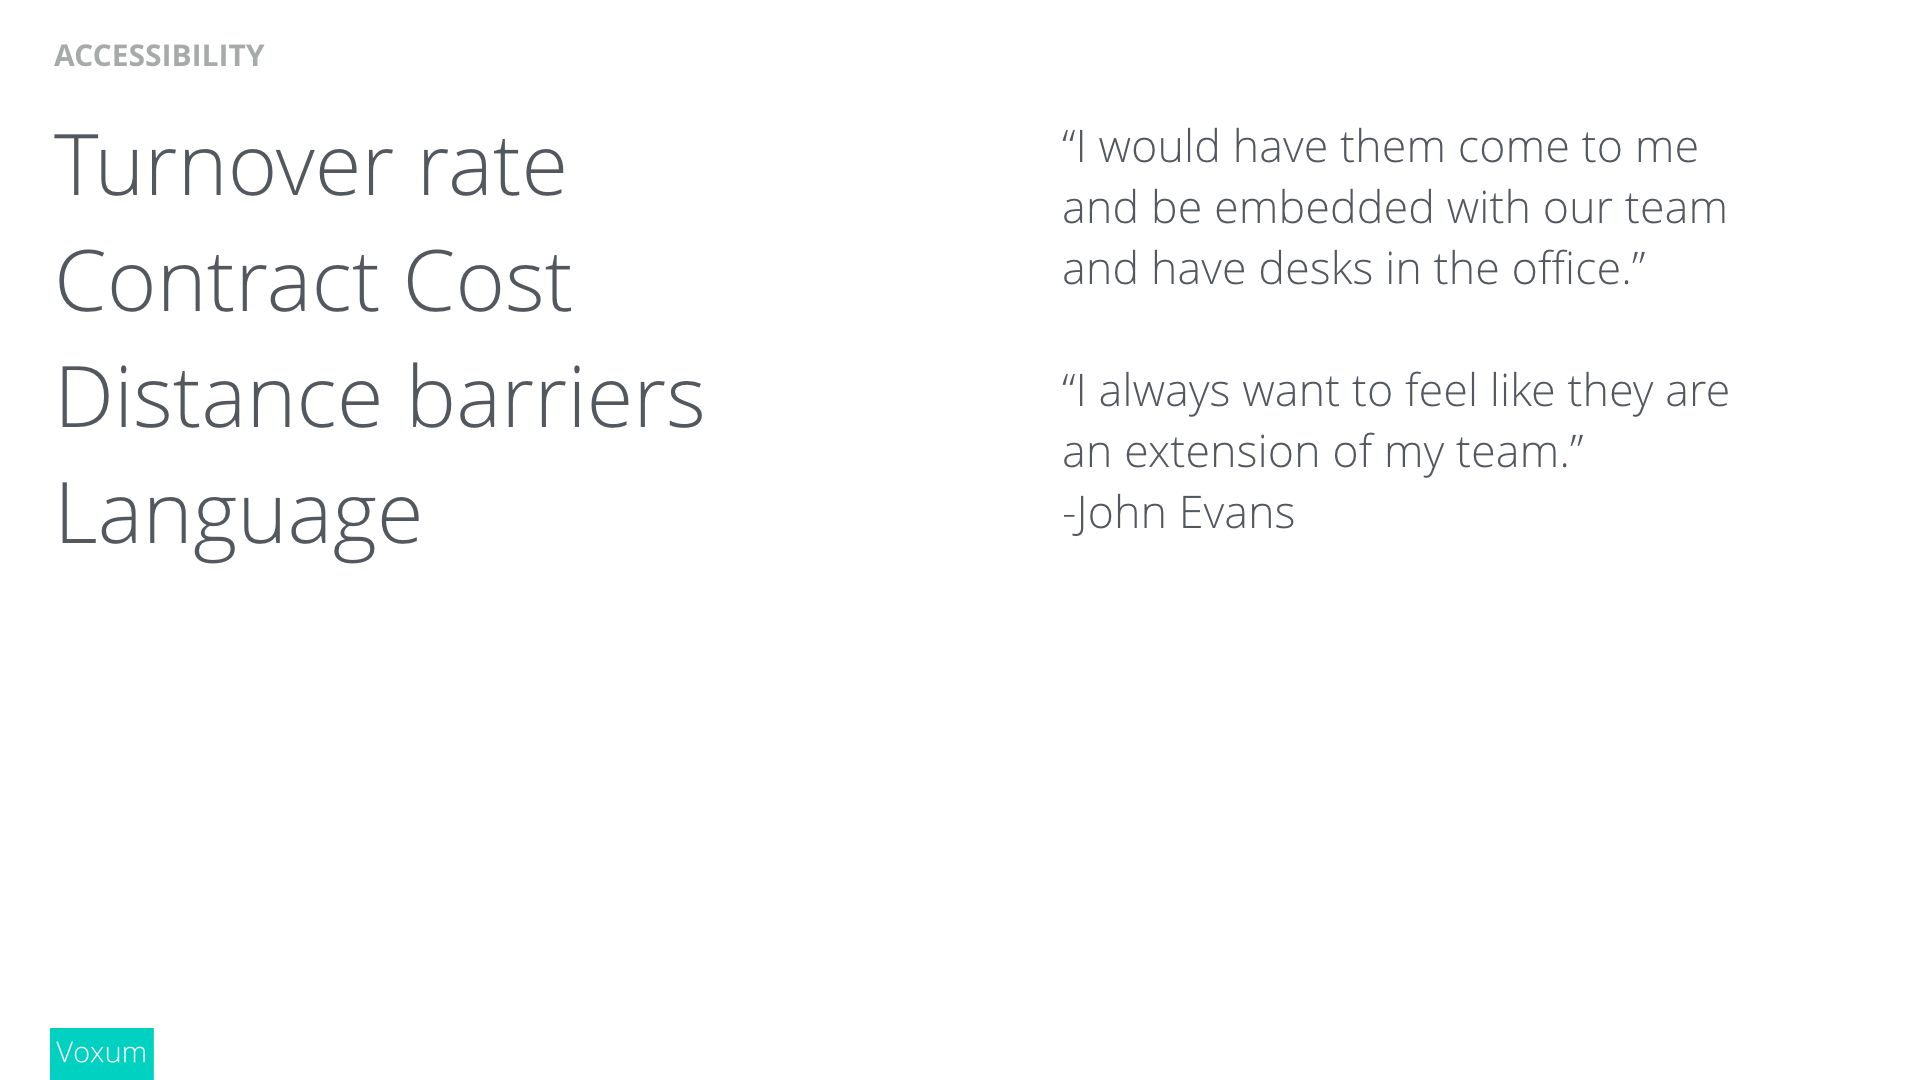 ACCESSIBILITY
Turnover rate
Contract Cost
Distance barriers
Language
“I would have them come to me
and be embedded with our team
and have desks in the office.”
“I always want to feel like they are
an extension of my team.”
-John Evans
Voxum